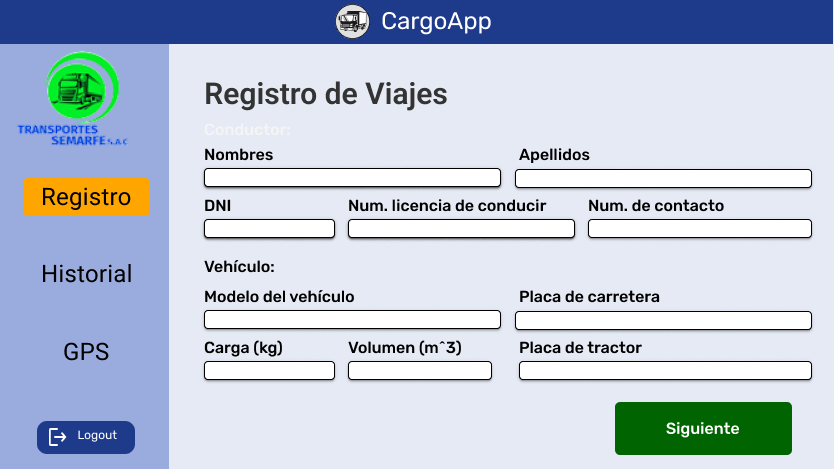 CargoApp
TRANSPORTES
SEMARFE S.A.C
Registro
Historial
GPS
Logout
Registro de Viajes
Conductor:
Nombres
Apellidos
DNI
Num. licencia de conducir
Num. de contacto
Vehículo:
Modelo del vehículo
Placa de carretera
Carga (kg)
Volumen (m^3)
Placa de tractor
Siguiente